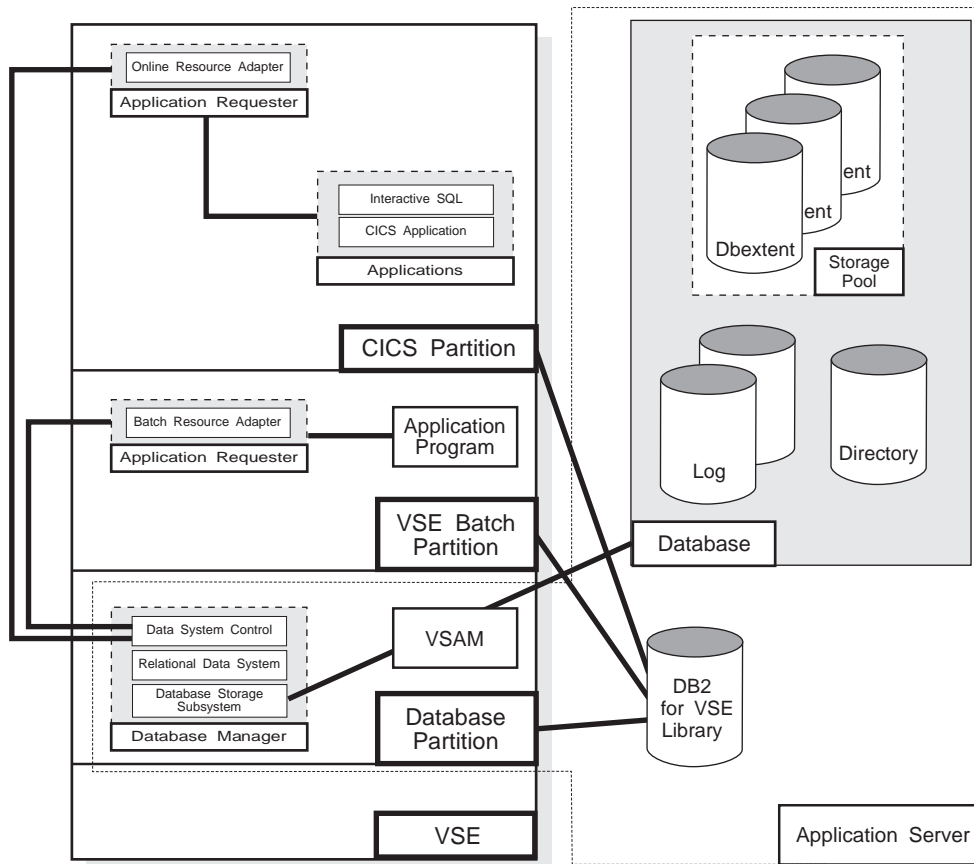 Online Resource Adapter
Application Requester
Interactive SQL
CICS Application
Applications
CICS Partition
Batch Resource Adapter
Application Requester
Application
Program
VSE Batch
Partition
Data System Control
Relational Data System
Database Storage
Subsystem
Database Manager
VSAM
Database
Partition
VSE
ent
ent
Dbextent
Storage
Pool
Log
Directory
Database
DB2
for VSE
Library
Application Server